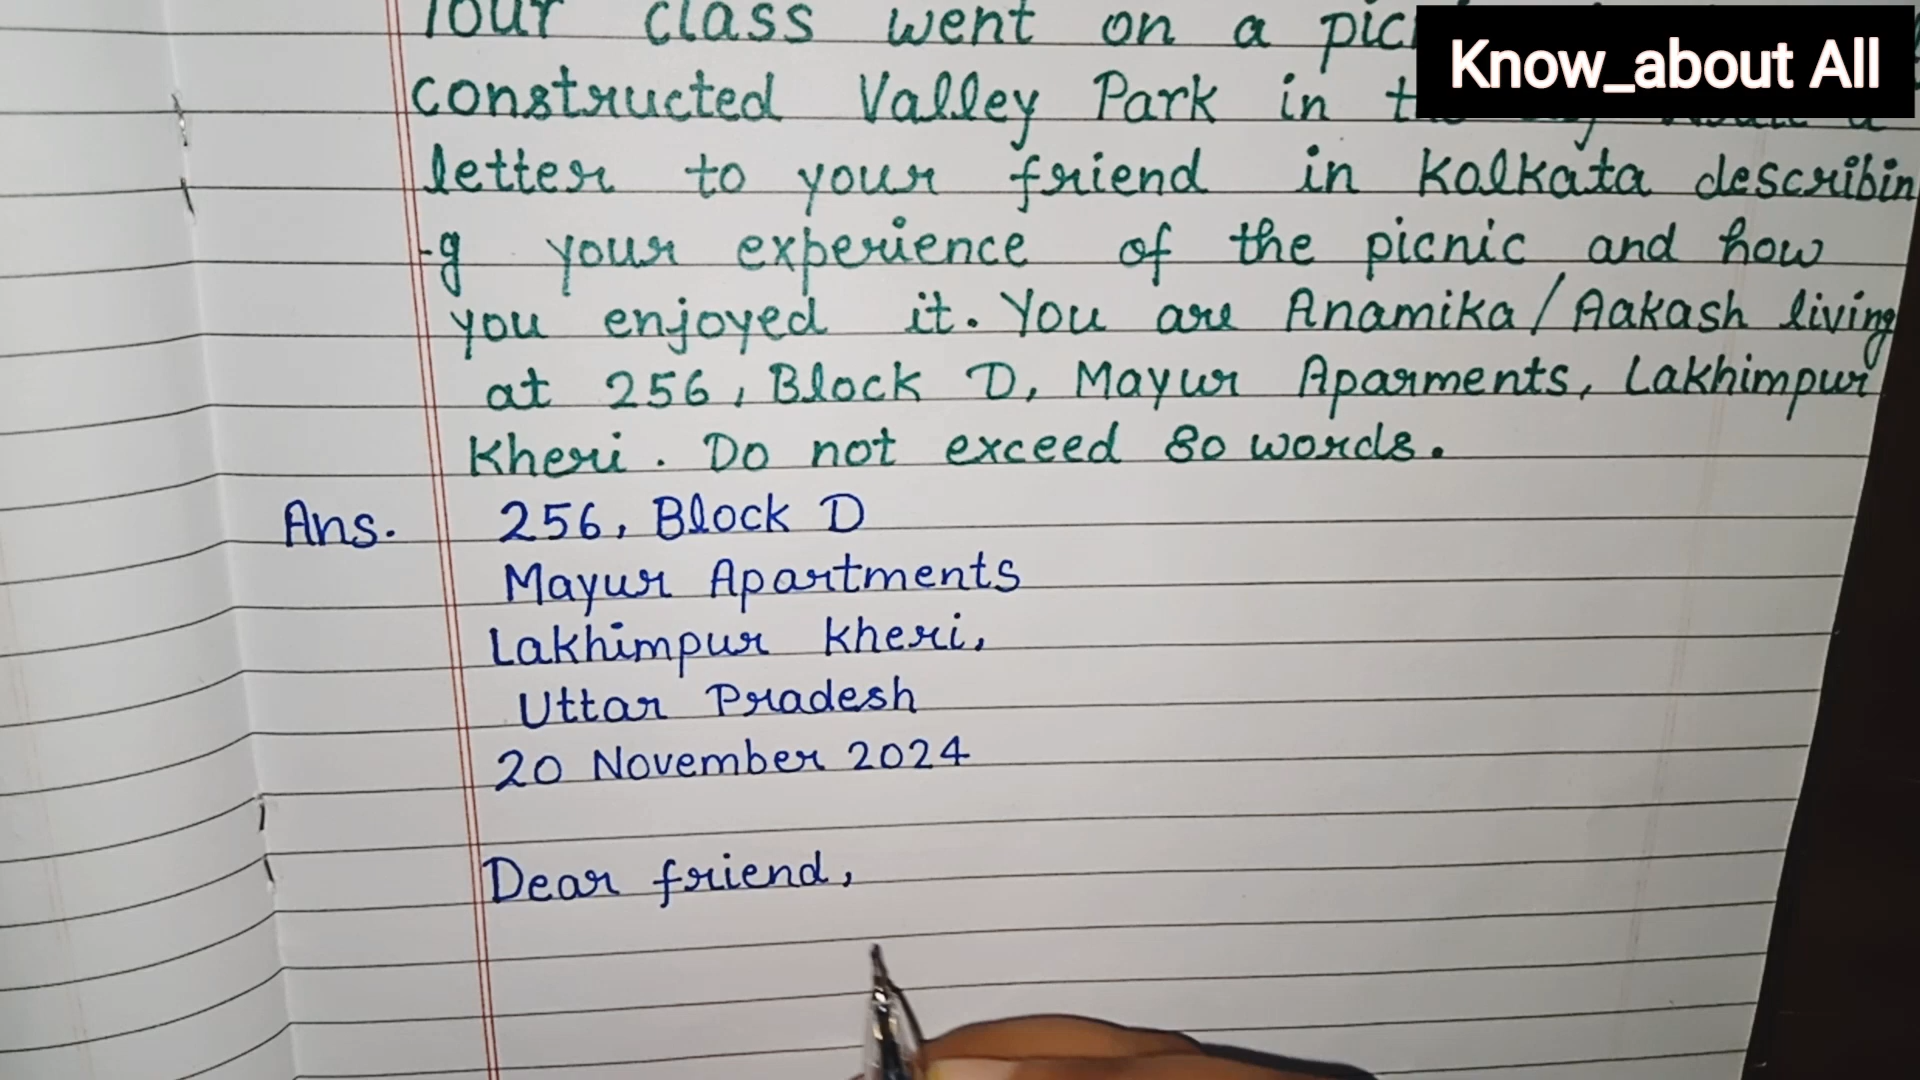 Your class went on a
Know_about All
constructed Valley Park in
letter to your friend in Kolkata describin
-g your experience of the picnic and how
you enjoyed it. You are Anamika/Aakash living
at 256, Block D, Mayur Aparments, Lakhimpur
Kheri. Do not exceed 80 words.
Ans. 256, Block D
Mayur Apartments
Lakhimpur Kheri,
Uttar Pradesh
20 November 2024
Dear friend,